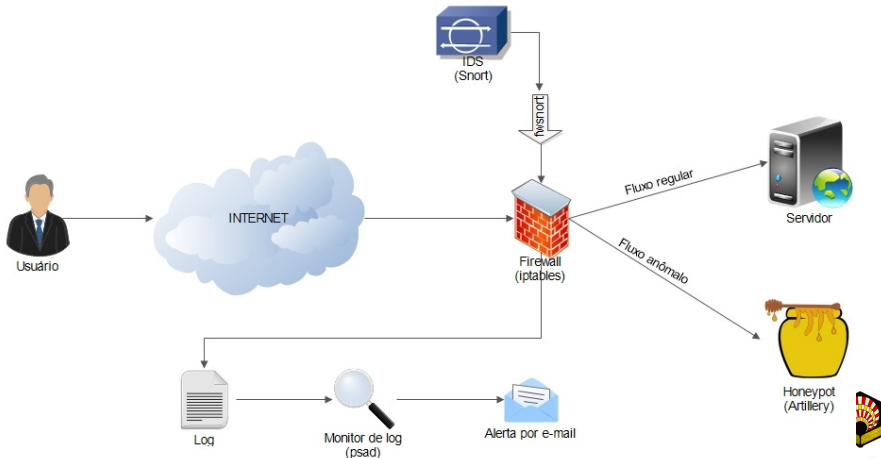 IDS
(Snort)
fwsnort
Fluxo regular
Servidor
INTERNET
Usuário
Firewall
(iptables)
Fluxo anômalo
Honeypot
(Artillery)
Log
Monitor de log
(psad)
Alerta por e-mail